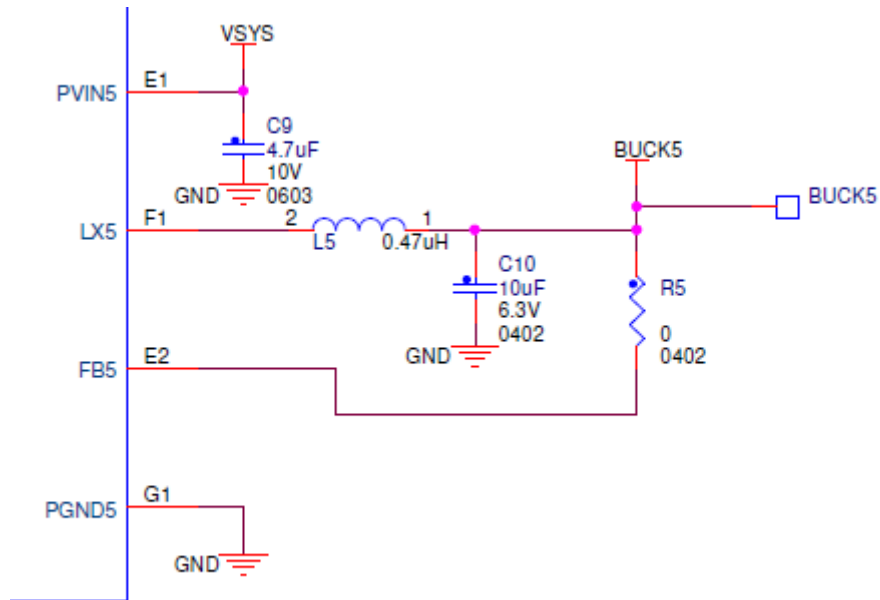 VSYS
PVIN5
E1
C9
4.7uF
10V
0603
GND
LX5
F1
2
1
L5
0.47uH
BUCK5
BUCK5
C10
10uF
6.3V
0402
GND
R5
0
0402
FB5
E2
PGND5
G1
GND